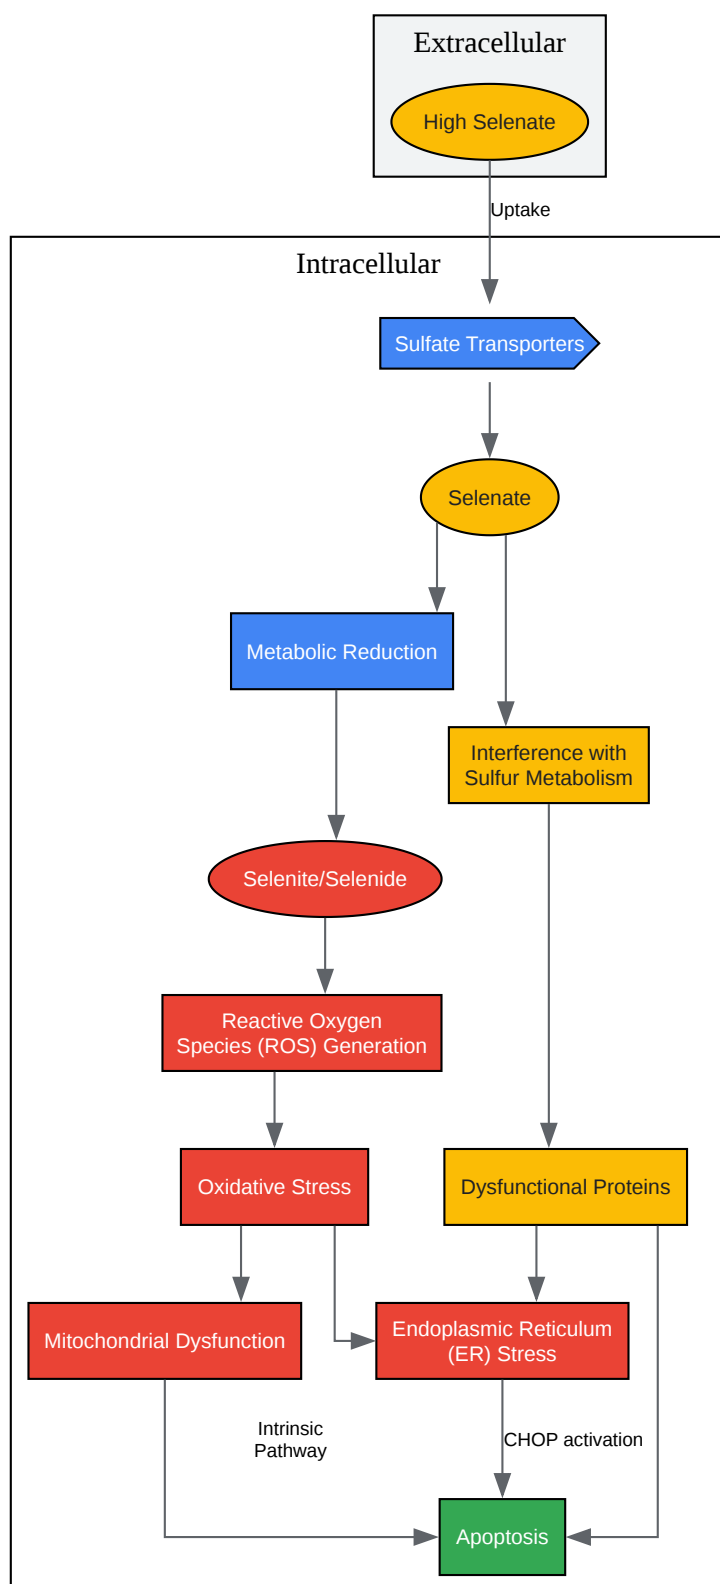 Extracellular
High Selenate
Uptake
Intracellular
Sulfate Transporters
Selenate
Metabolic Reduction
Interference with
Sulfur Metabolism
Selenite/Selenide
Reactive Oxygen
Species (ROS) Generation
Oxidative Stress
Dysfunctional Proteins
Mitochondrial Dysfunction
Endoplasmic Reticulum
(ER) Stress
Intrinsic
Pathway
CHOP activation
Apoptosis